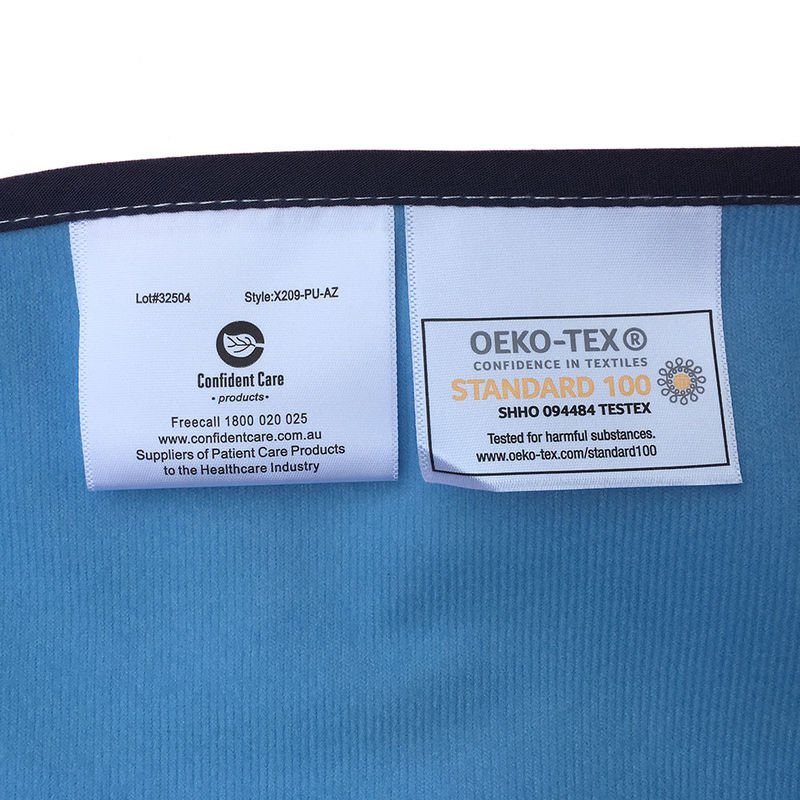 Lot#32504 Style:X209-PU-AZ
Confident Care
• products •
Freecall 1800 020 025
www.confidentcare.com.au
Suppliers of Patient Care Products
to the Healthcare Industry
OEKO-TEX®
CONFIDENCE IN TEXTILES
STANDARD 100
SHHO 094484 TESTEX
Tested for harmful substances.
www.oeko-tex.com/standard100